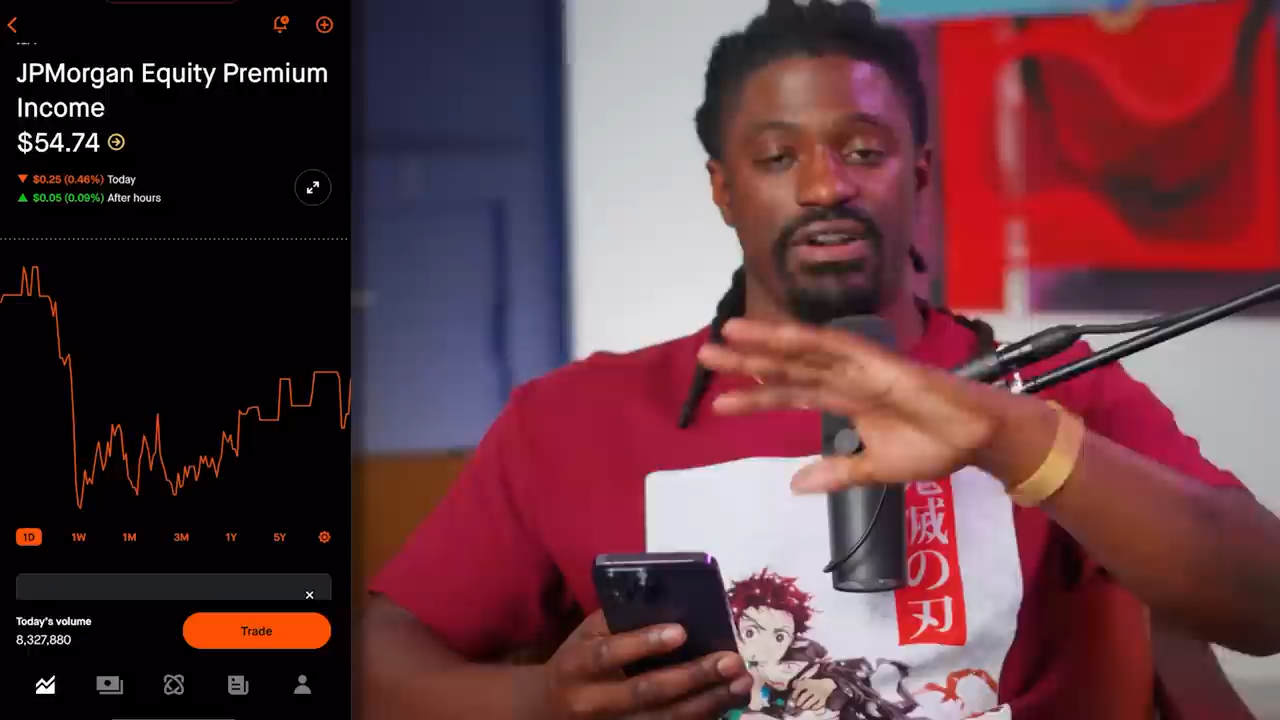 JPMorgan Equity Premium
Income
$54.74
$0.25 (0.46%) Today
$0.05 (0.09%) After hours
1D 1W 1M 3M 1Y 5Y
Today's volume
8,327,880
Trade
滅の刃